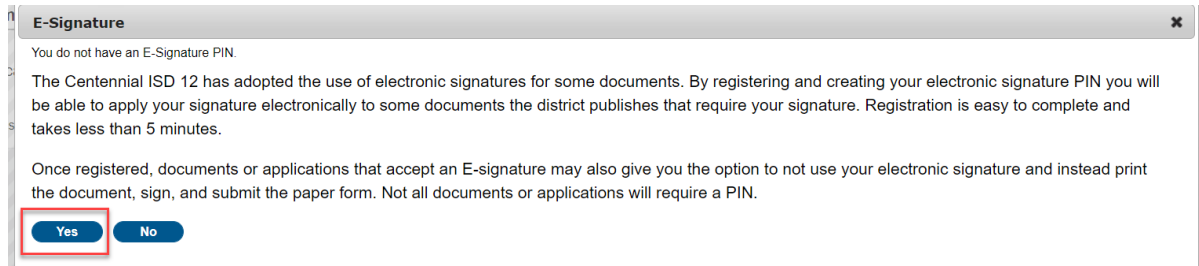 E-Signature
You do not have an E-Signature PIN.
The Centennial ISD 12 has adopted the use of electronic signatures for some documents. By registering and creating your electronic signature PIN you will
be able to apply your signature electronically to some documents the district publishes that require your signature. Registration is easy to complete and
takes less than 5 minutes.
Once registered, documents or applications that accept an E-signature may also give you the option to not use your electronic signature and instead print
the document, sign, and submit the paper form. Not all documents or applications will require a PIN.
Yes No